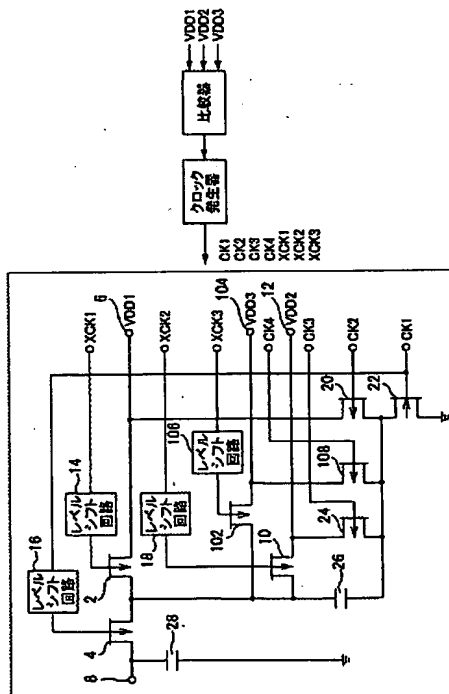 VDD1
VDD2
VDD3
比較器
クロック
発生器
CK1
CK2
CK3
CK4
XCK1
XCK2
XCK3
16
レベル
シフト
回路
14
レベル
シフト
回路
XCK1
6
VDD1
18
レベル
シフト
回路
XCK2
106
レベル
シフト
回路
XCK3
104
VDD3
CK4
12
VDD2
CK3
CK2
CK1
2
4
8
28
102
10
26
24
108
20
22